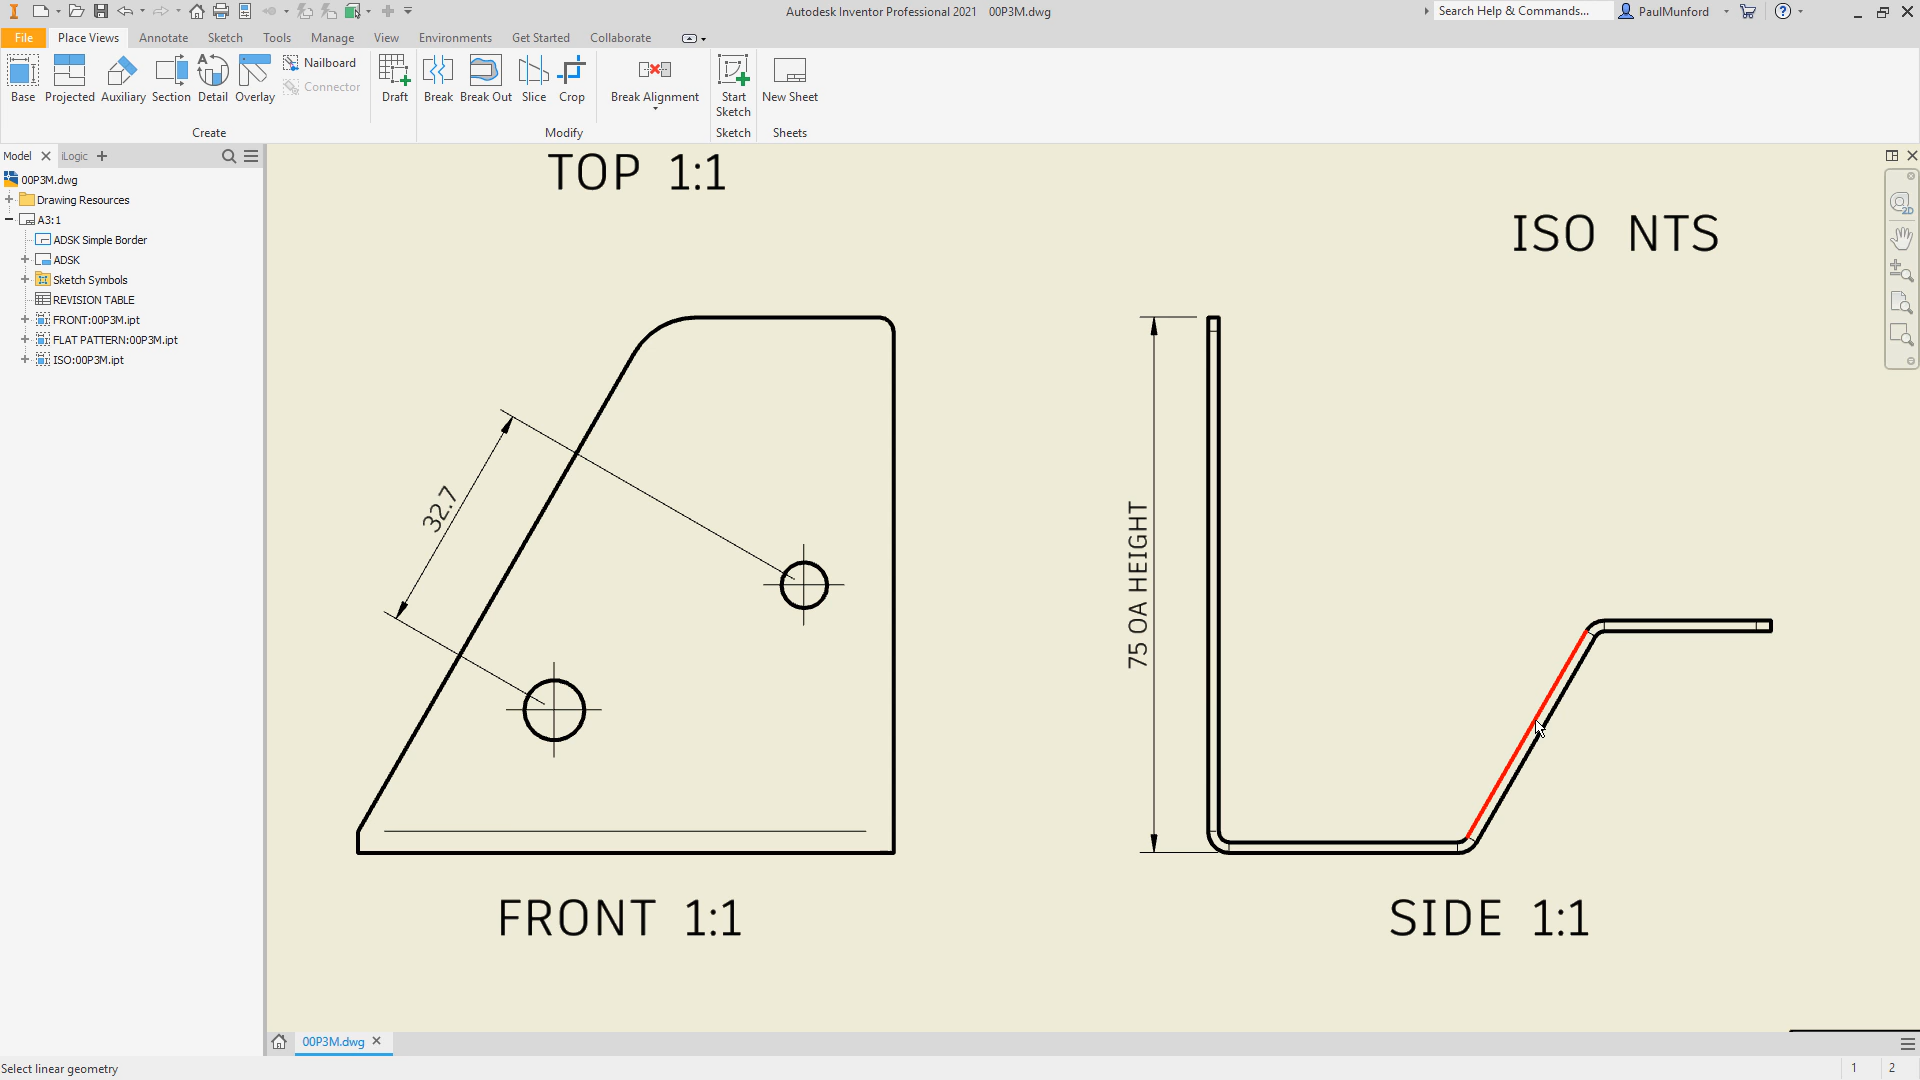 Autodesk Inventor Professional 2021 00P3M.dwg
Search Help & Commands...
PaulMunford
File
Place Views
Annotate
Sketch
Tools
Manage
View
Environments
Get Started
Collaborate
Base
Projected
Auxiliary
Section
Detail
Overlay
Nailboard
Connector
Draft
Break
Break Out
Slice
Crop
Break Alignment
Start
Sketch
New Sheet
Create
Modify
Sketch
Sheets
Model
iLogic
00P3M.dwg
Drawing Resources
A3:1
ADSK Simple Border
ADSK
Sketch Symbols
REVISION TABLE
FRONT:00P3M.ipt
FLAT PATTERN:00P3M.ipt
ISO:00P3M.ipt
TOP 1:1
ISO NTS
2D
32.7
75 OA HEIGHT
FRONT 1:1
SIDE 1:1
00P3M.dwg
Select linear geometry
1
2